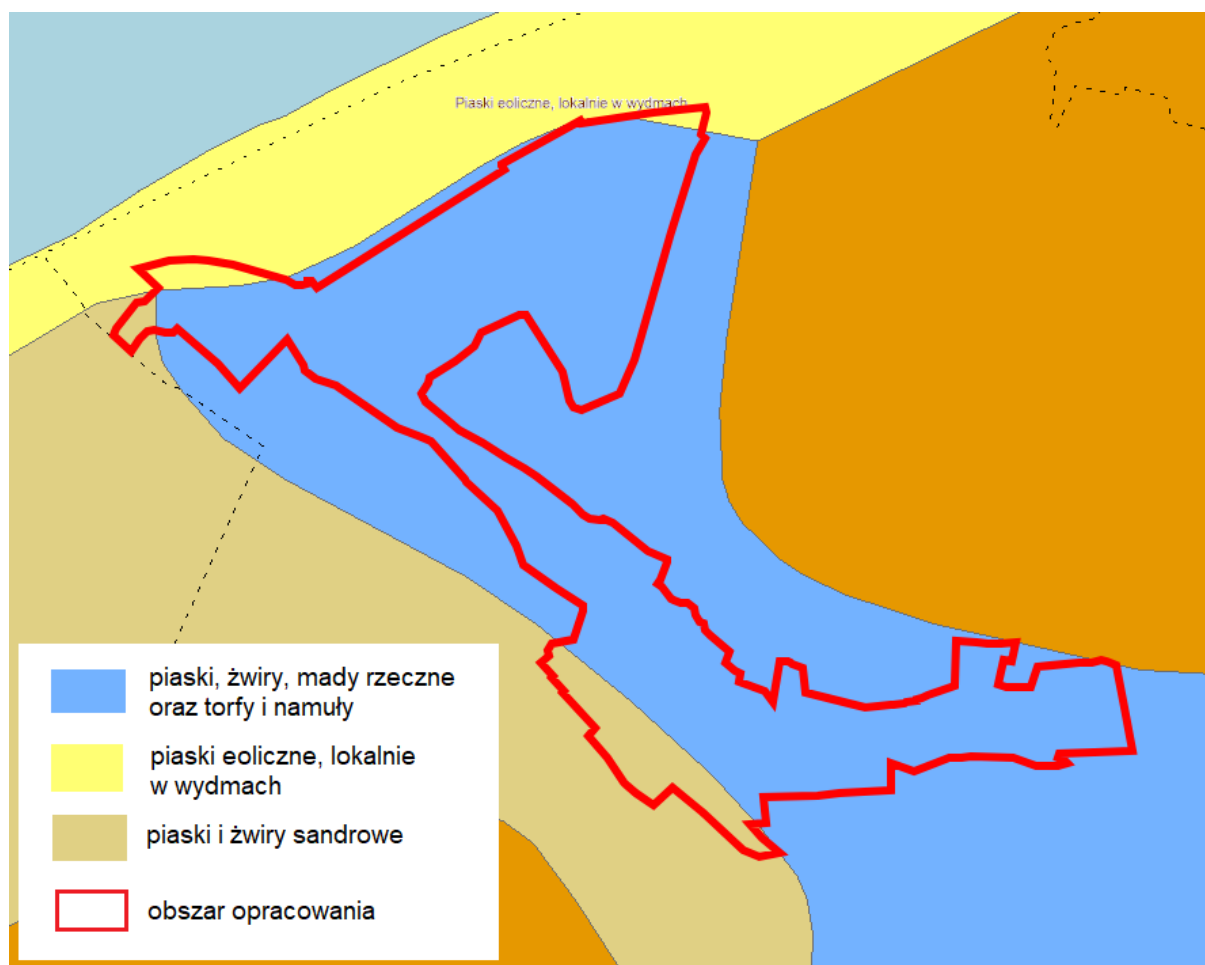 Piaski eoliczne, lokalnie w wydmach
piaski, żwiry, mady rzeczne
oraz torfy i namuły
piaski eoliczne, lokalnie
w wydmach
piaski i żwiry sandrowe
obszar opracowania